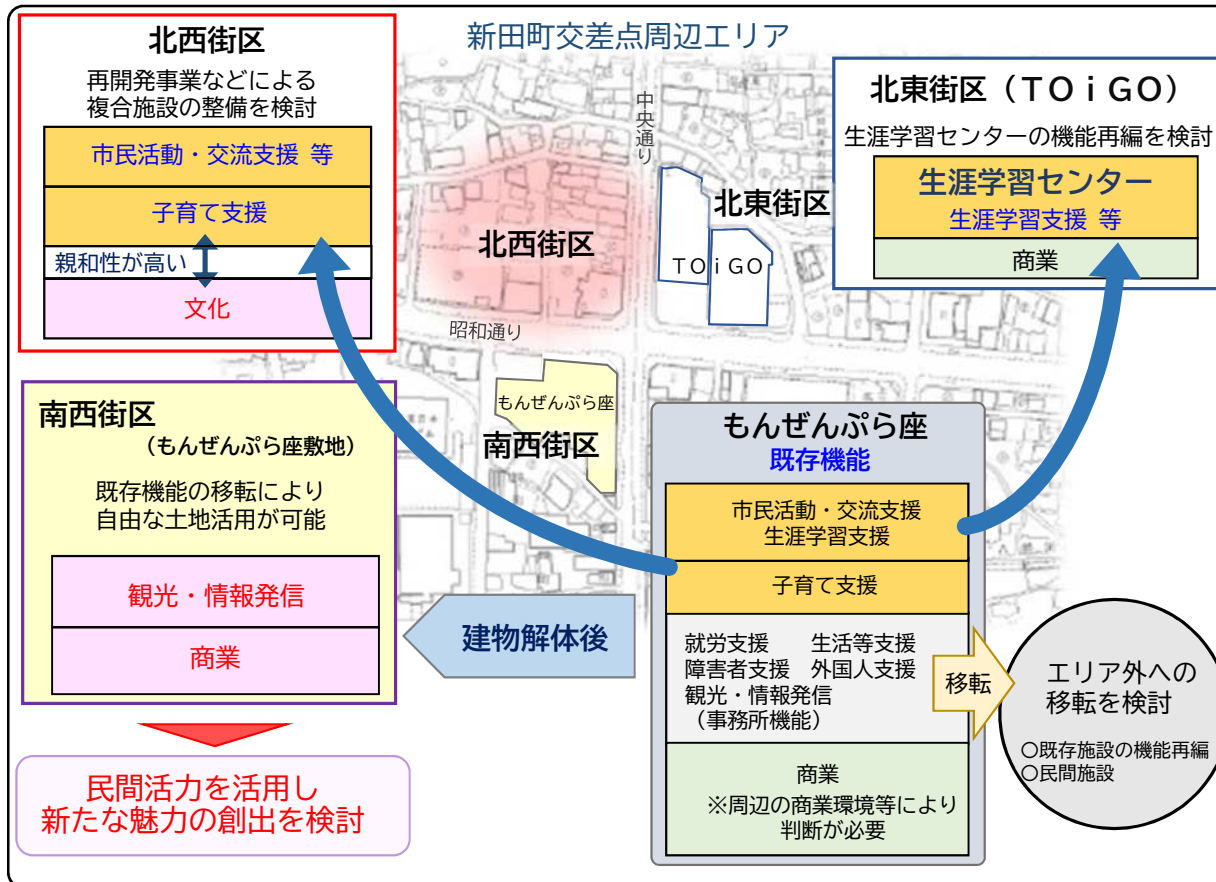 新田町交差点周辺エリア
北西街区
再開発事業などによる
複合施設の整備を検討
市民活動・交流支援 等
子育て支援
親和性が高い
文化
北東街区（ＴＯｉＧＯ）
生涯学習センターの機能再編を検討
生涯学習センター
生涯学習支援 等
商業
中央通り
北東街区
北西街区
ＴＯｉＧＯ
昭和通り
もんぜんぷら座
南西街区
南西街区
（もんぜんぷら座敷地）
既存機能の移転により
自由な土地活用が可能
観光・情報発信
商業
民間活力を活用し
新たな魅力の創出を検討
建物解体後
もんぜんぷら座
既存機能
市民活動・交流支援
生涯学習支援
子育て支援
就労支援　生活等支援
障害者支援　外国人支援
観光・情報発信
（事務所機能）
商業
※周辺の商業環境等により
判断が必要
移転
エリア外への
移転を検討
○既存施設の機能再編
○民間施設